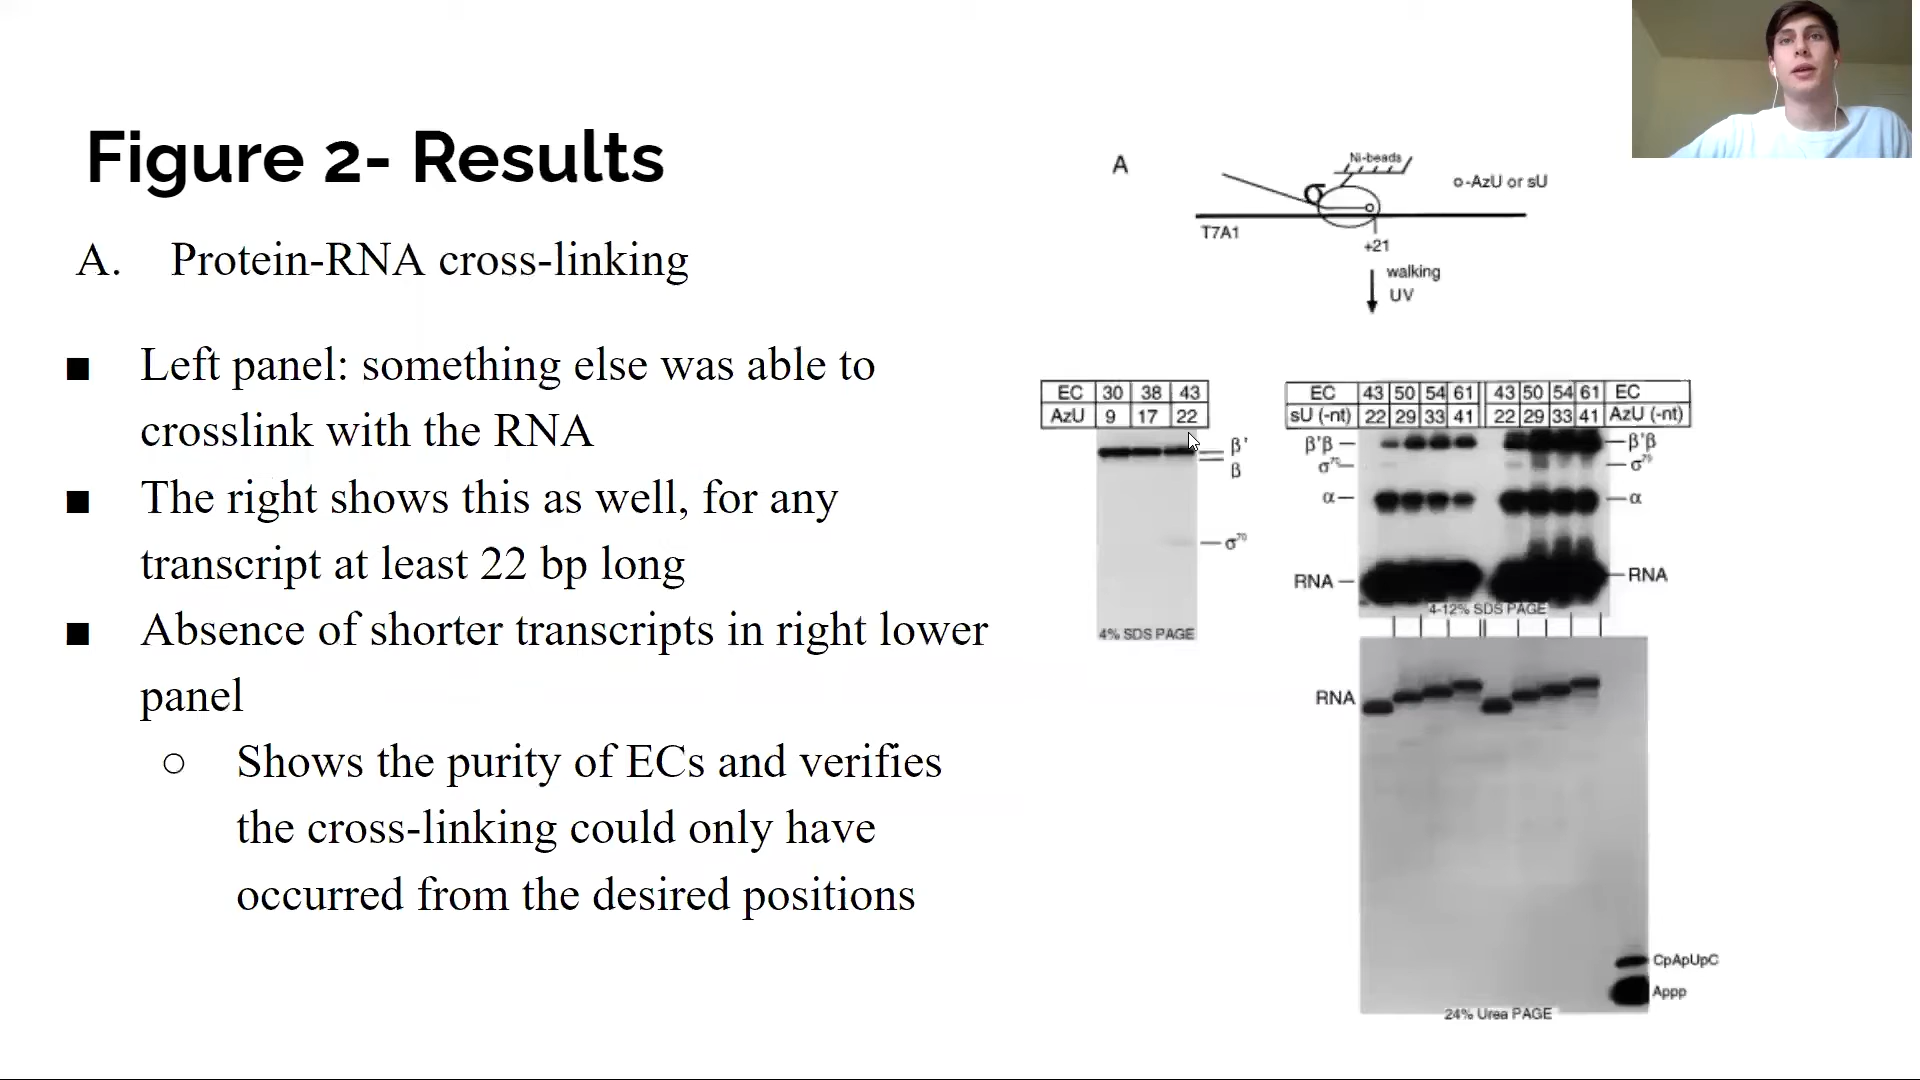 Figure 2- Results
A. Protein-RNA cross-linking
■ Left panel: something else was able to
crosslink with the RNA
■ The right shows this as well, for any
transcript at least 22 bp long
■ Absence of shorter transcripts in right lower
panel
○ Shows the purity of ECs and verifies
the cross-linking could only have
occurred from the desired positions
A
Ni-beads
o-AzU or sU
σ
T7A1
+21
walking
UV
EC 30 38 43
AzU 9 17 22
β'
β
σ⁷⁰
4% SDS PAGE
EC 43 50 54 61 43 50 54 61 EC
sU (-nt) 22 29 33 41 22 29 33 41 AzU (-nt)
β'β β'β
σ⁷⁰ σ⁷⁰
α α
RNA RNA
4-12% SDS PAGE
RNA
CpApUpC
Appp
24% Urea PAGE